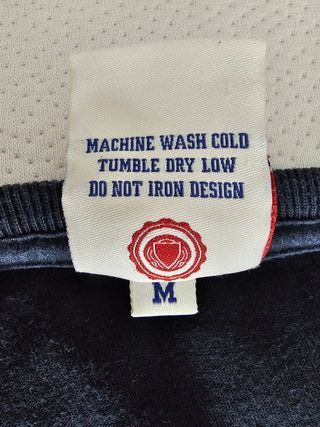 MACHINE WASH COLD
TUMBLE DRY LOW
DO NOT IRON DESIGN
M